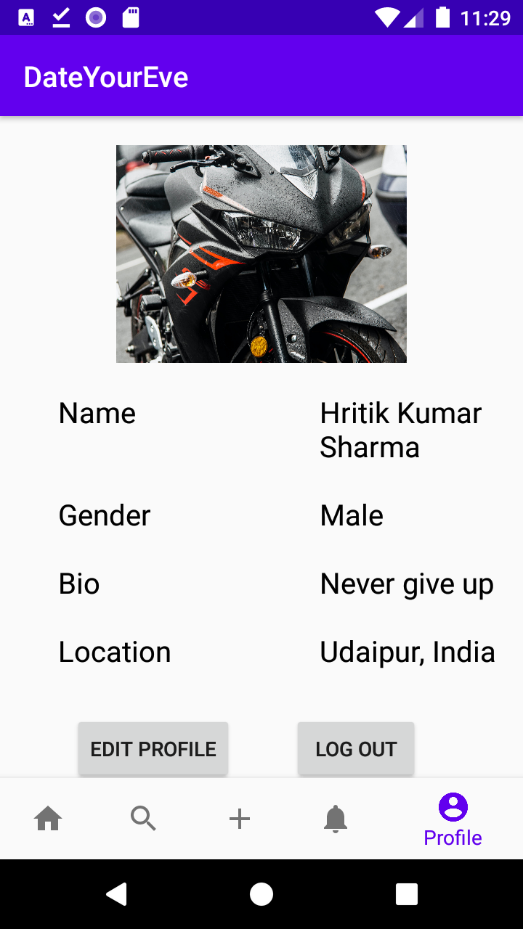 11:29
DateYourEve
Name Hritik Kumar
Sharma
Gender Male
Bio Never give up
Location Udaipur, India
EDIT PROFILE LOG OUT
Profile